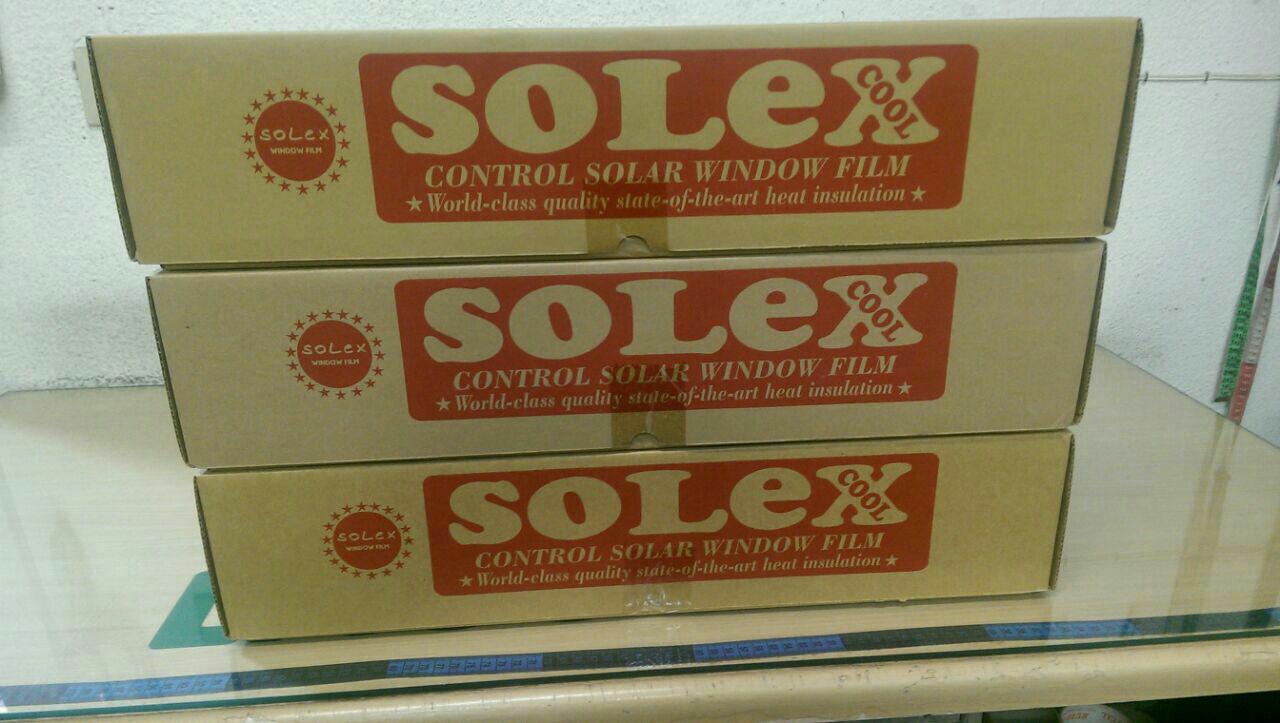 SOLEX
WINDOW FILM
SOLEX
COOL
CONTROL SOLAR WINDOW FILM
★ World-class quality state-of-the-art heat insulation ★
SOLEX
WINDOW FILM
SOLEX
COOL
CONTROL SOLAR WINDOW FILM
★ World-class quality state-of-the-art heat insulation ★
SOLEX
WINDOW FILM
SOLEX
COOL
CONTROL SOLAR WINDOW FILM
★ World-class quality state-of-the-art heat insulation ★